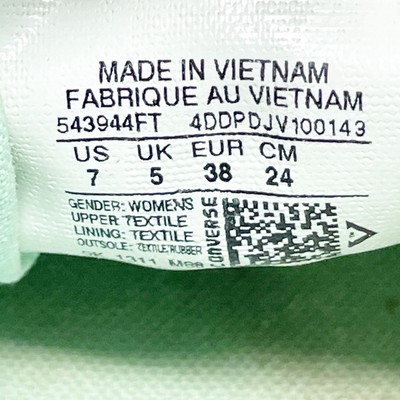 MADE IN VIETNAM
FABRIQUE AU VIETNAM
543944FT 4DDPDJV100143
US UK EUR CM
7 5 38 24
GENDER: WOMENS
UPPER: TEXTILE
LINING: TEXTILE
OUTSOLE: TEXTILE/RUBBER
1311
CONVERSE